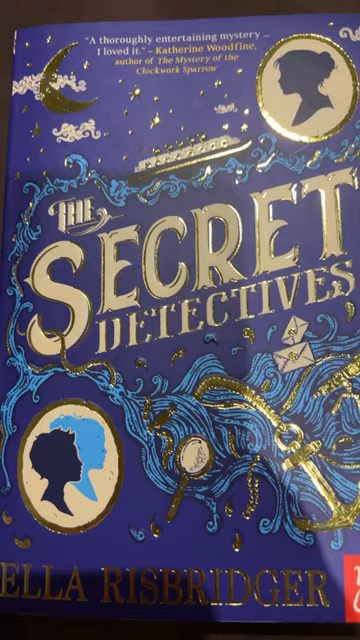 "A thoroughly entertaining mystery ...
I loved it." – Katherine Woodfine,
author of The Mystery of the
Clockwork Sparrow
THE
SECRET
DETECTIVES
ELLA RISBRIDGER